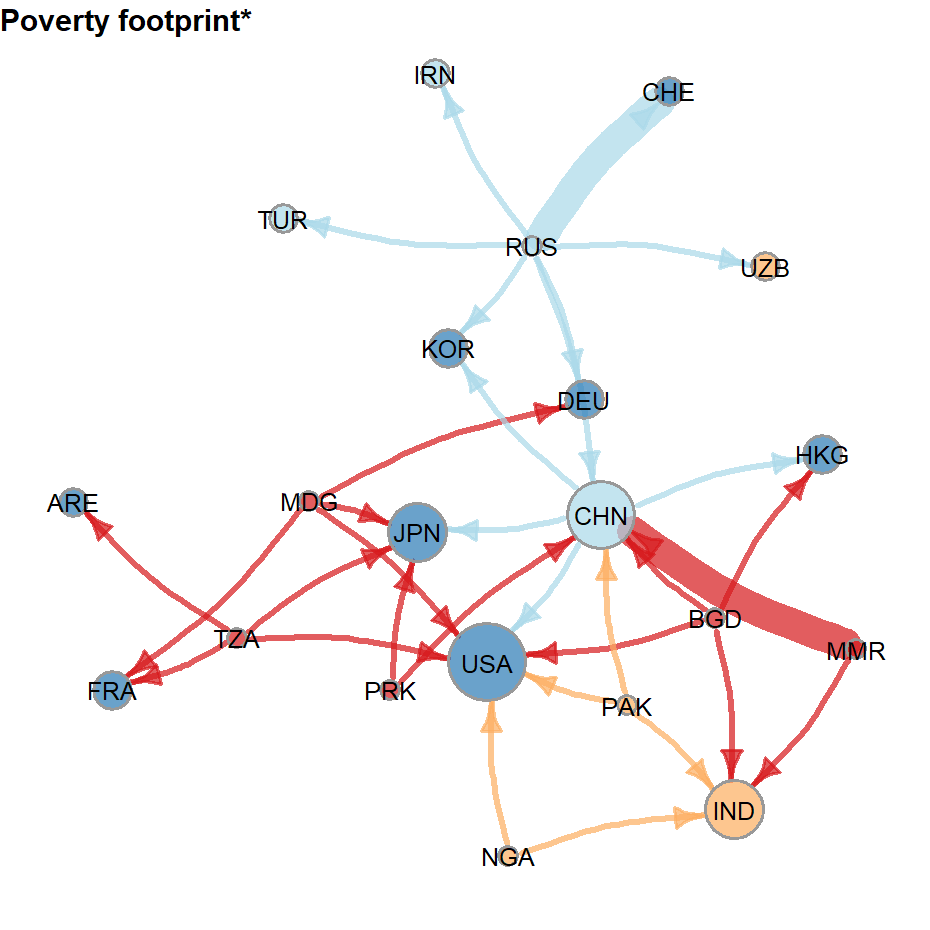 Poverty footprint*
IRN
CHE
TUR
RUS
UZB
KOR
DEU
HKG
ARE
MDG
JPN
CHN
TZA
BGD
USA
MMR
FRA
PRK
PAK
IND
NGA